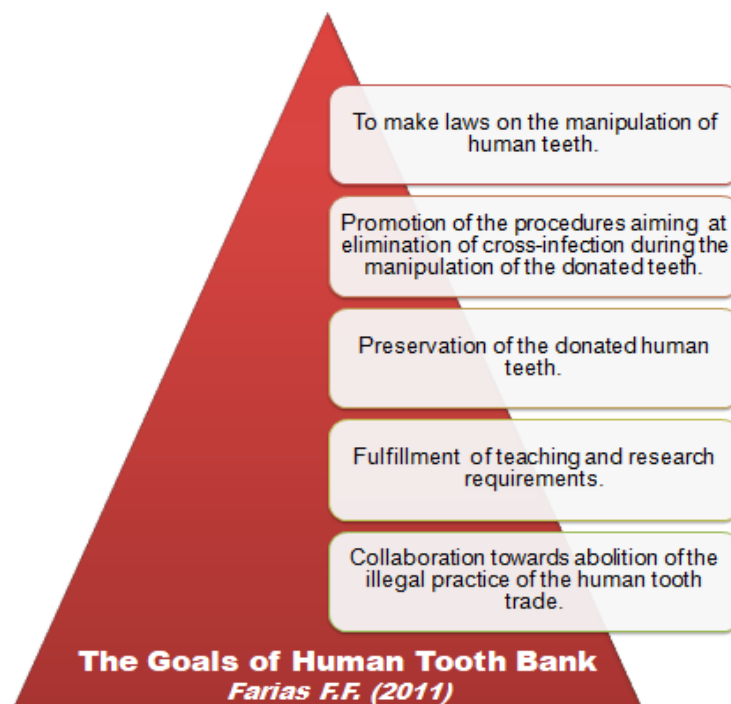 To make laws on the manipulation of
human teeth.
Promotion of the procedures aiming at
elimination of cross-infection during the
manipulation of the donated teeth.
Preservation of the donated human
teeth.
Fulfillment of teaching and research
requirements.
Collaboration towards abolition of the
illegal practice of the human tooth
trade.
The Goals of Human Tooth Bank
Farias F.F. (2011)